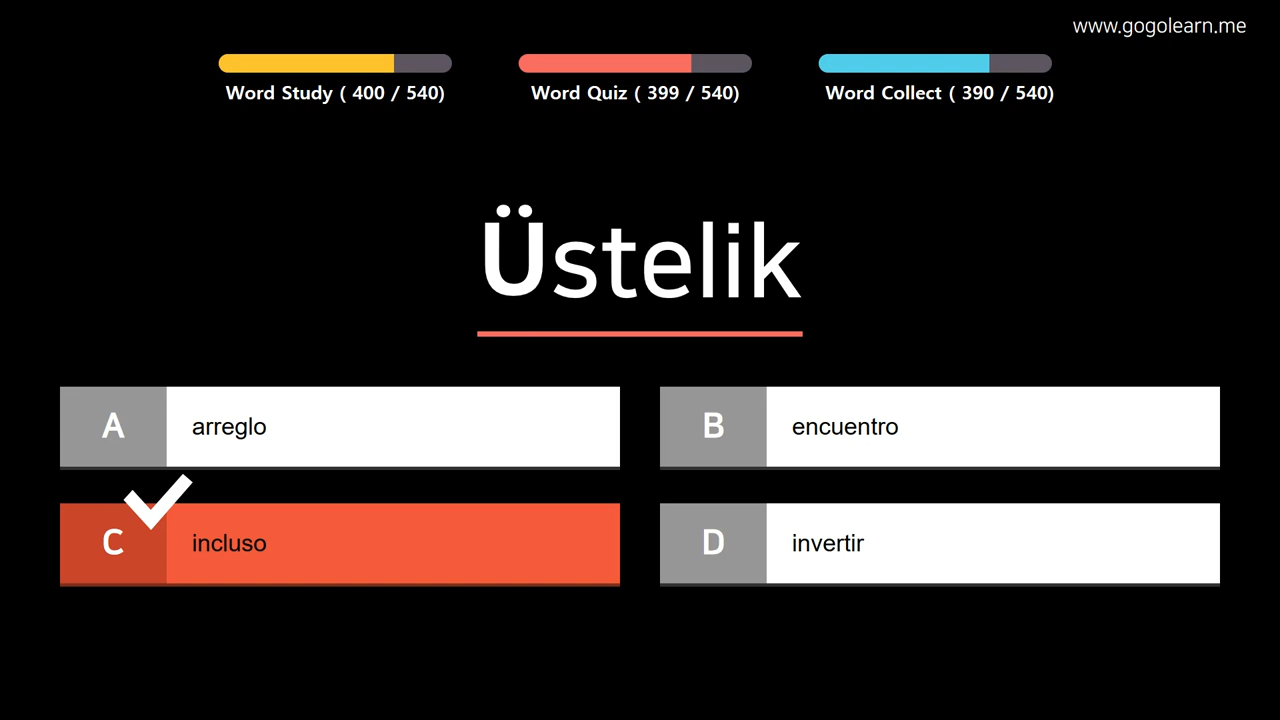 www.gogolearn.me
Word Study ( 400 / 540)
Word Quiz ( 399 / 540)
Word Collect ( 390 / 540)
Üstelik
A arreglo
B encuentro
C incluso
D invertir